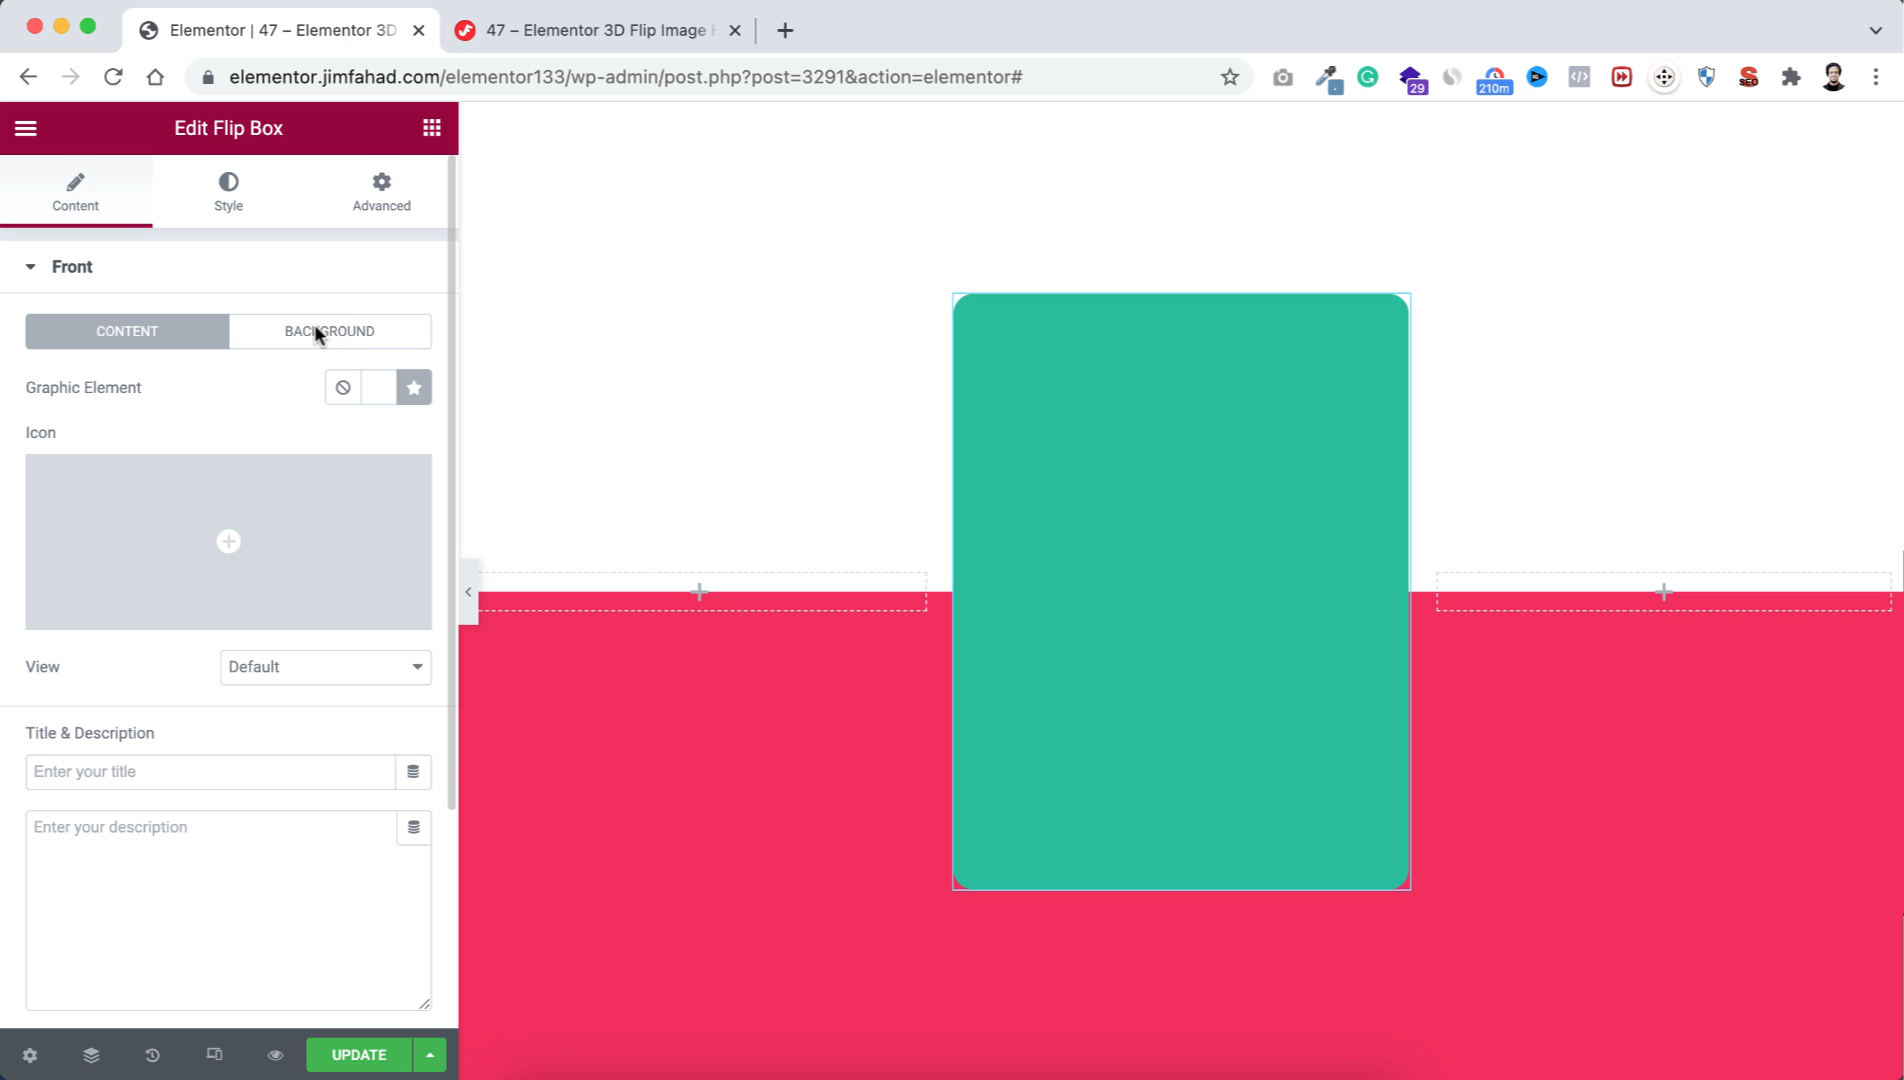 Elementor | 47 – Elementor 3D
47 – Elementor 3D Flip Image
elementor.jimfahad.com/elementor133/wp-admin/post.php?post=3291&action=elementor#
29
210m
SEO
Edit Flip Box
Content
Style
Advanced
Front
CONTENT
BACKGROUND
Graphic Element
Icon
View
Default
Title & Description
Enter your title
Enter your description
UPDATE